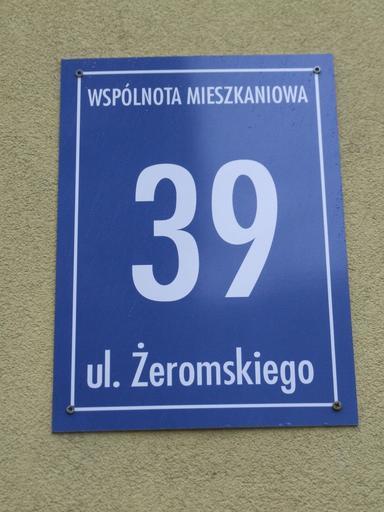 WSPÓLNOTA MIESZKANIOWA
39
ul. Żeromskiego